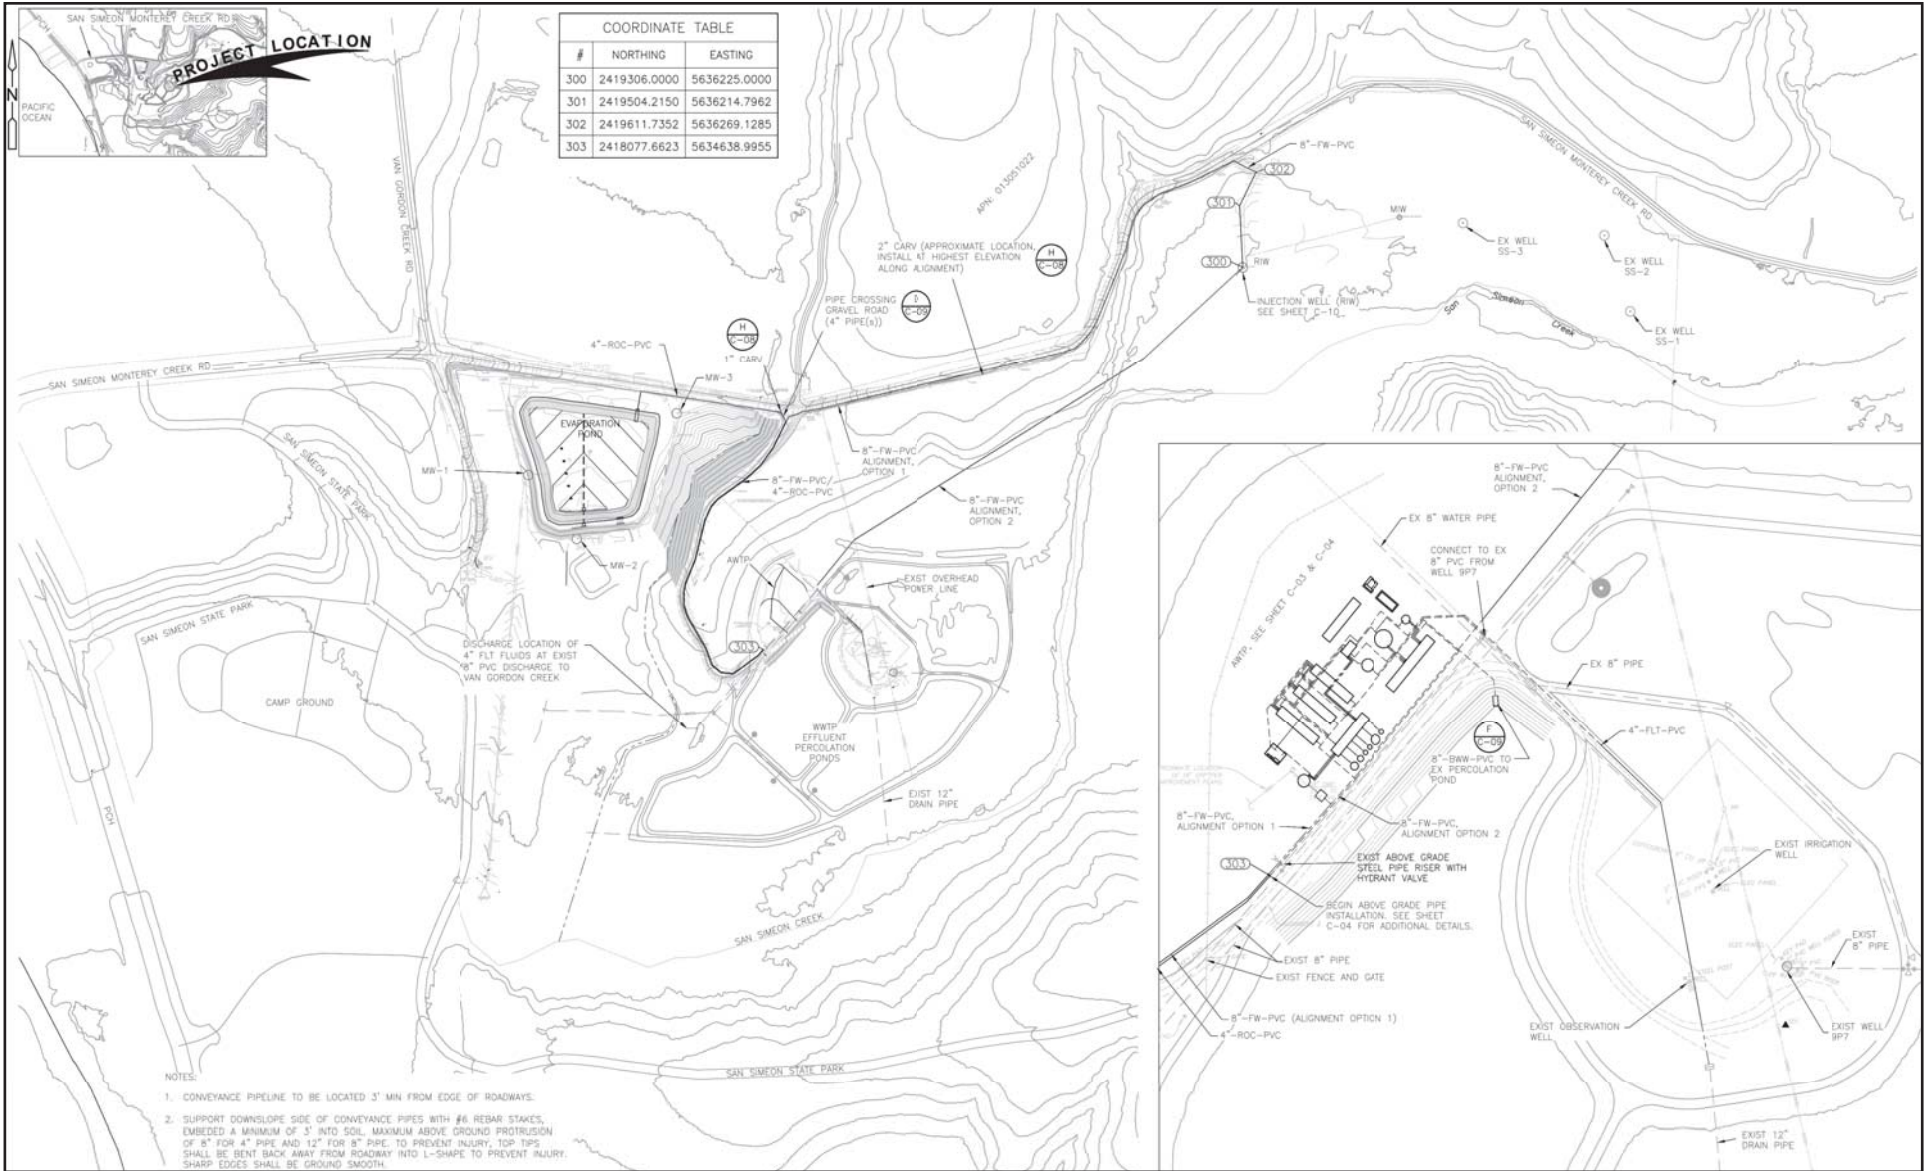 SAN SIMEON MONTEREY CREEK RD
PCH
PROJECT LOCATION
N
PACIFIC
OCEAN
COORDINATE TABLE
# NORTHING EASTING
300 2419306.0000 5636225.0000
301 2419504.2150 5636214.7962
302 2419611.7352 5636269.1285
303 2418077.6623 5634638.9955
VAN GORDON CREEK RD
APN: 013051022
8"-FW-PVC
302
301
300
RIW
MIW
SAN SIMEON MONTEREY CREEK RD
EX WELL
SS-3
EX WELL
SS-2
EX WELL
SS-1
San Simeon Creek
INJECTION WELL (RIW)
SEE SHEET C-10
2" CARV (APPROXIMATE LOCATION,
INSTALL AT HIGHEST ELEVATION
ALONG ALIGNMENT)
H
C-08
PIPE CROSSING
GRAVEL ROAD
(4" PIPE(s))
D
C-09
H
C-08
1" CARV
4"-ROC-PVC
MW-3
SAN SIMEON MONTEREY CREEK RD
EVAPORATION
POND
MW-1
MW-2
8"-FW-PVC
ALIGNMENT,
OPTION 1
8"-FW-PVC/
4"-ROC-PVC
8"-FW-PVC
ALIGNMENT,
OPTION 2
SAN SIMEON STATE PARK
AWTP
EXIST OVERHEAD
POWER LINE
SAN SIMEON STATE PARK
303
DISCHARGE LOCATION OF
4" FLT FLUIDS AT EXIST
8" PVC DISCHARGE TO
VAN GORDON CREEK
CAMP GROUND
WWTP
EFFLUENT
PERCOLATION
PONDS
EXIST 12"
DRAIN PIPE
PCH
SAN SIMEON CREEK
SAN SIMEON STATE PARK
NOTES:
1. CONVEYANCE PIPELINE TO BE LOCATED 3' MIN FROM EDGE OF ROADWAYS.
2. SUPPORT DOWNSLOPE SIDE OF CONVEYANCE PIPES WITH #6 REBAR STAKES,
EMBEDED A MINIMUM OF 3' INTO SOIL. MAXIMUM ABOVE GROUND PROTRUSION
OF 8" FOR 4" PIPE AND 12" FOR 8" PIPE. TO PREVENT INJURY, TOP TIPS
SHALL BE BENT BACK AWAY FROM ROADWAY INTO L-SHAPE TO PREVENT INJURY.
SHARP EDGES SHALL BE GROUND SMOOTH.
8"-FW-PVC
ALIGNMENT,
OPTION 2
EX 8" WATER PIPE
CONNECT TO EX
8" PVC FROM
WELL 9P7
AWTP, SEE SHEET C-03 & C-04
EX 8" PIPE
4"-FLT-PVC
F
C-09
8"-BWW-PVC TO
EX PERCOLATION
POND
8"-FW-PVC,
ALIGNMENT OPTION 1
8"-FW-PVC,
ALIGNMENT OPTION 2
303
EXIST ABOVE GRADE
STEEL PIPE RISER WITH
HYDRANT VALVE
EXIST IRRIGATION
WELL
BEGIN ABOVE GRADE PIPE
INSTALLATION. SEE SHEET
C-04 FOR ADDITIONAL DETAILS.
EXIST
8" PIPE
EXIST 8" PIPE
EXIST FENCE AND GATE
8"-FW-PVC (ALIGNMENT OPTION 1)
4"-ROC-PVC
EXIST OBSERVATION
WELL
EXIST WELL
9P7
EXIST 12"
DRAIN PIPE